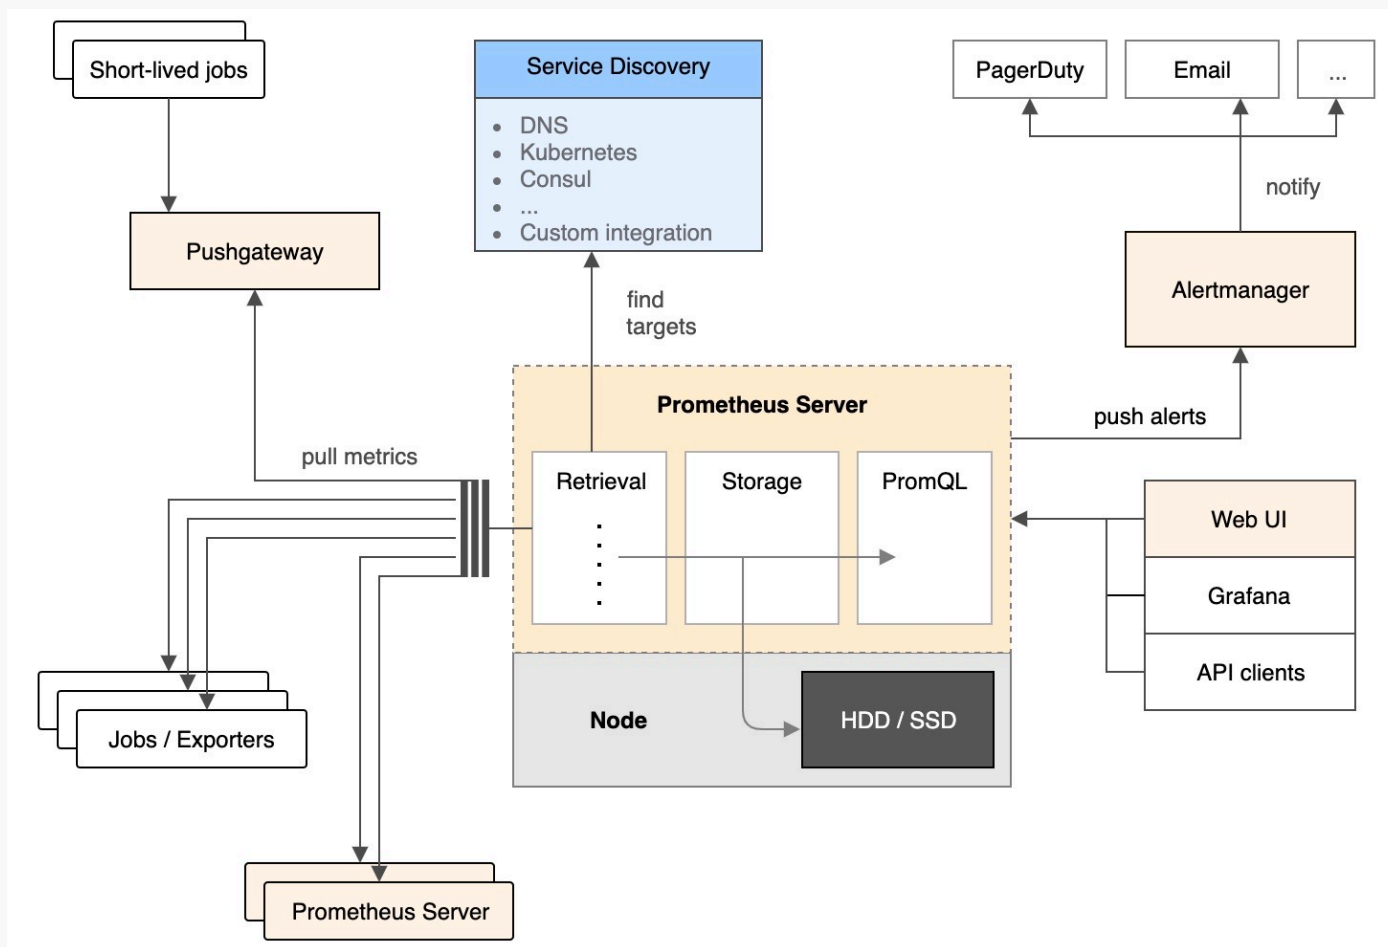 Short-lived jobs
Service Discovery
• DNS
• Kubernetes
• Consul
• ...
• Custom integration
PagerDuty
Email
...
notify
Pushgateway
Alertmanager
find
targets
Prometheus Server
push alerts
pull metrics
Retrieval
Storage
PromQL
Web UI
Grafana
API clients
Node
HDD / SSD
Jobs / Exporters
Prometheus Server